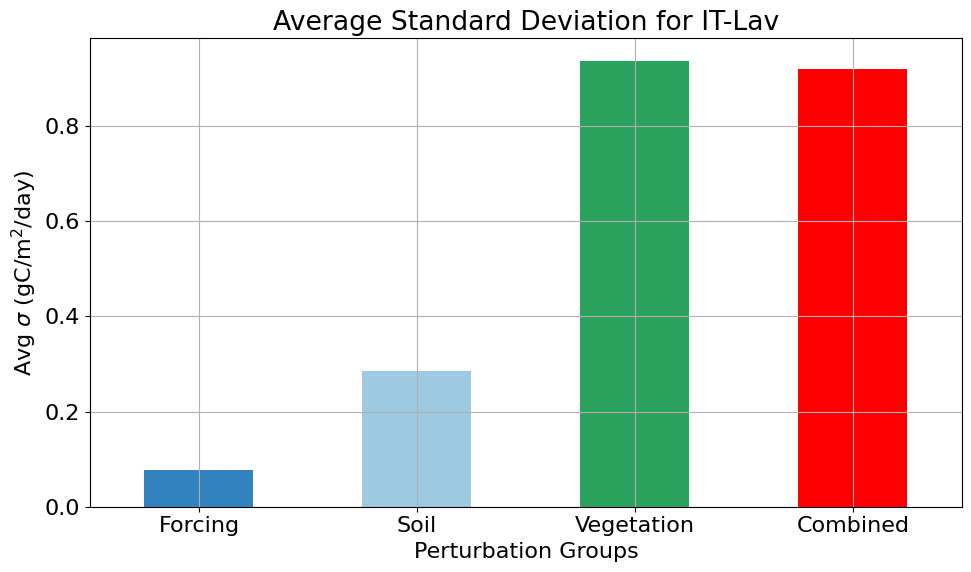 Average Standard Deviation for IT-Lav
Avg σ (gC/m²/day)
0.8
0.6
0.4
0.2
0.0
Forcing Soil Vegetation Combined
Perturbation Groups